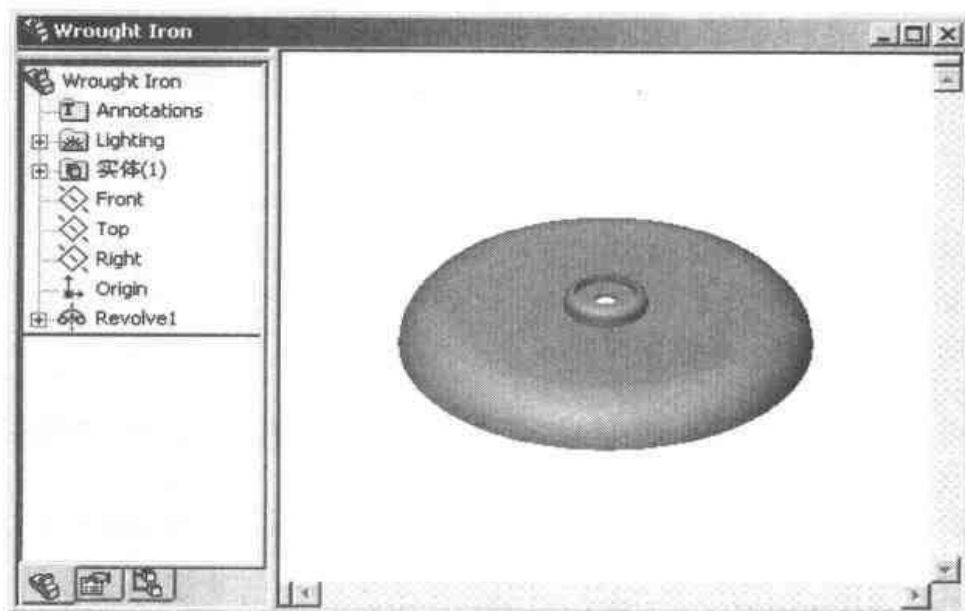 Wrought Iron
Wrought Iron
Annotations
Lighting
实体(1)
Front
Top
Right
Origin
Revolve1